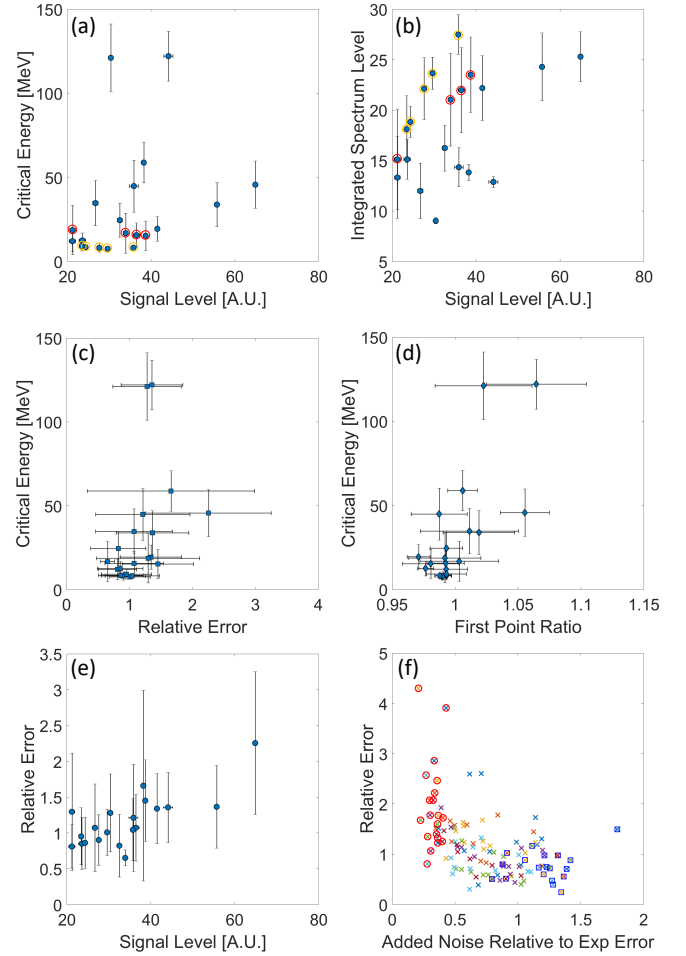 (a)
150
100
50
0
Critical Energy [MeV]
20 40 60 80
Signal Level [A.U.]
(b)
30
25
20
15
10
5
Integrated Spectrum Level
20 40 60 80
Signal Level [A.U.]
(c)
150
100
50
0
Critical Energy [MeV]
0 1 2 3 4
Relative Error
(d)
150
100
50
0
Critical Energy [MeV]
0.95 1 1.05 1.1 1.15
First Point Ratio
(e)
3.5
3
2.5
2
1.5
1
0.5
0
Relative Error
20 40 60 80
Signal Level [A.U.]
(f)
5
4
3
2
1
0
Relative Error
0 0.5 1 1.5 2
Added Noise Relative to Exp Error